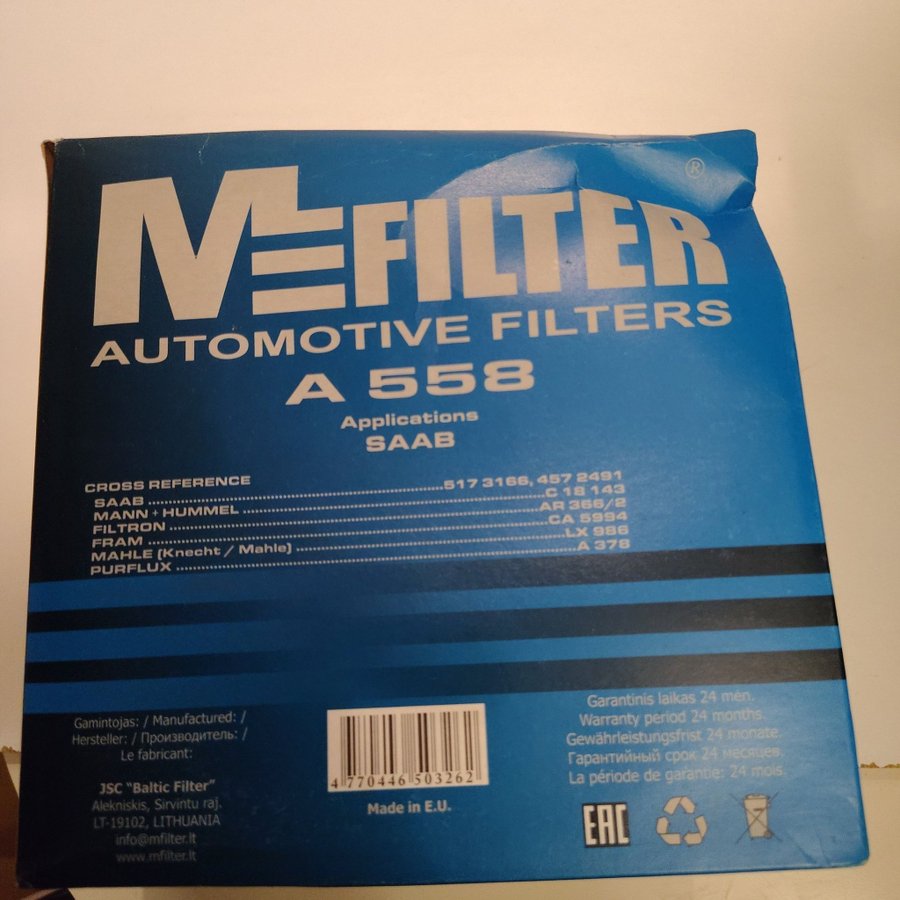 MFILTER®
AUTOMOTIVE FILTERS
A 558
Applications
SAAB
CROSS REFERENCE
SAAB ........ 517 3166, 457 2491
MANN + HUMMEL ........ C 18 143
FILTRON ........ AR 366/2
FRAM ........ CA 5994
MAHLE (Knecht / Mahle) ........ LX 986
PURFLUX ........ A 378
Gamintojas: / Manufactured: /
Hersteller: / Производитель: /
Le fabricant:
JSC "Baltic Filter"
Alekniskis, Sirvintu raj.
LT-19102, LITHUANIA
info@mfilter.lt
www.mfilter.lt
4 770446 503262
Made in E.U.
Garantinis laikas 24 mėn.
Warranty period 24 months.
Gewährleistungsfrist 24 monate.
Гарантийный срок 24 месяцев.
La période de garantie: 24 mois.
EAC